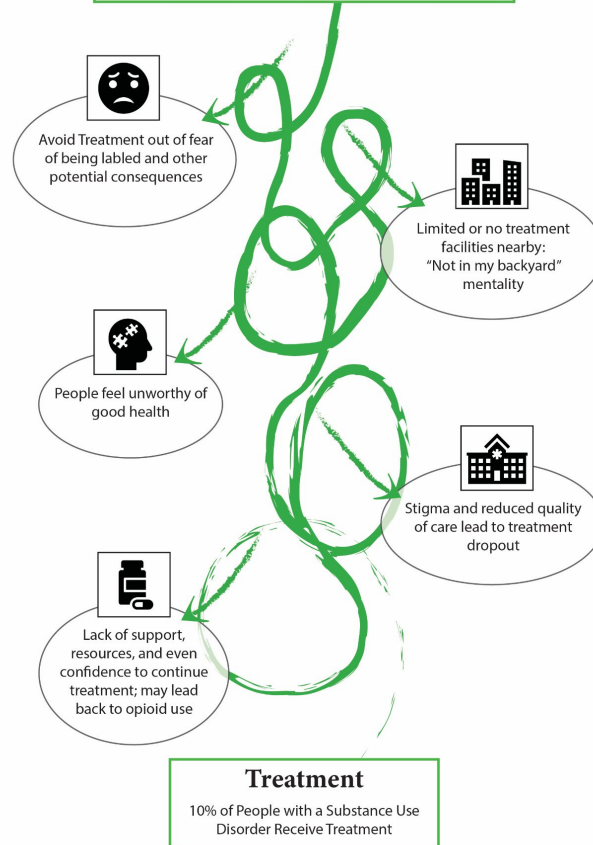 Avoid Treatment out of fear
of being labled and other
potential consequences
Limited or no treatment
facilities nearby:
“Not in my backyard”
mentality
People feel unworthy of
good health
Stigma and reduced quality
of care lead to treatment
dropout
Lack of support,
resources, and even
confidence to continue
treatment; may lead
back to opioid use
Treatment
10% of People with a Substance Use
Disorder Receive Treatment